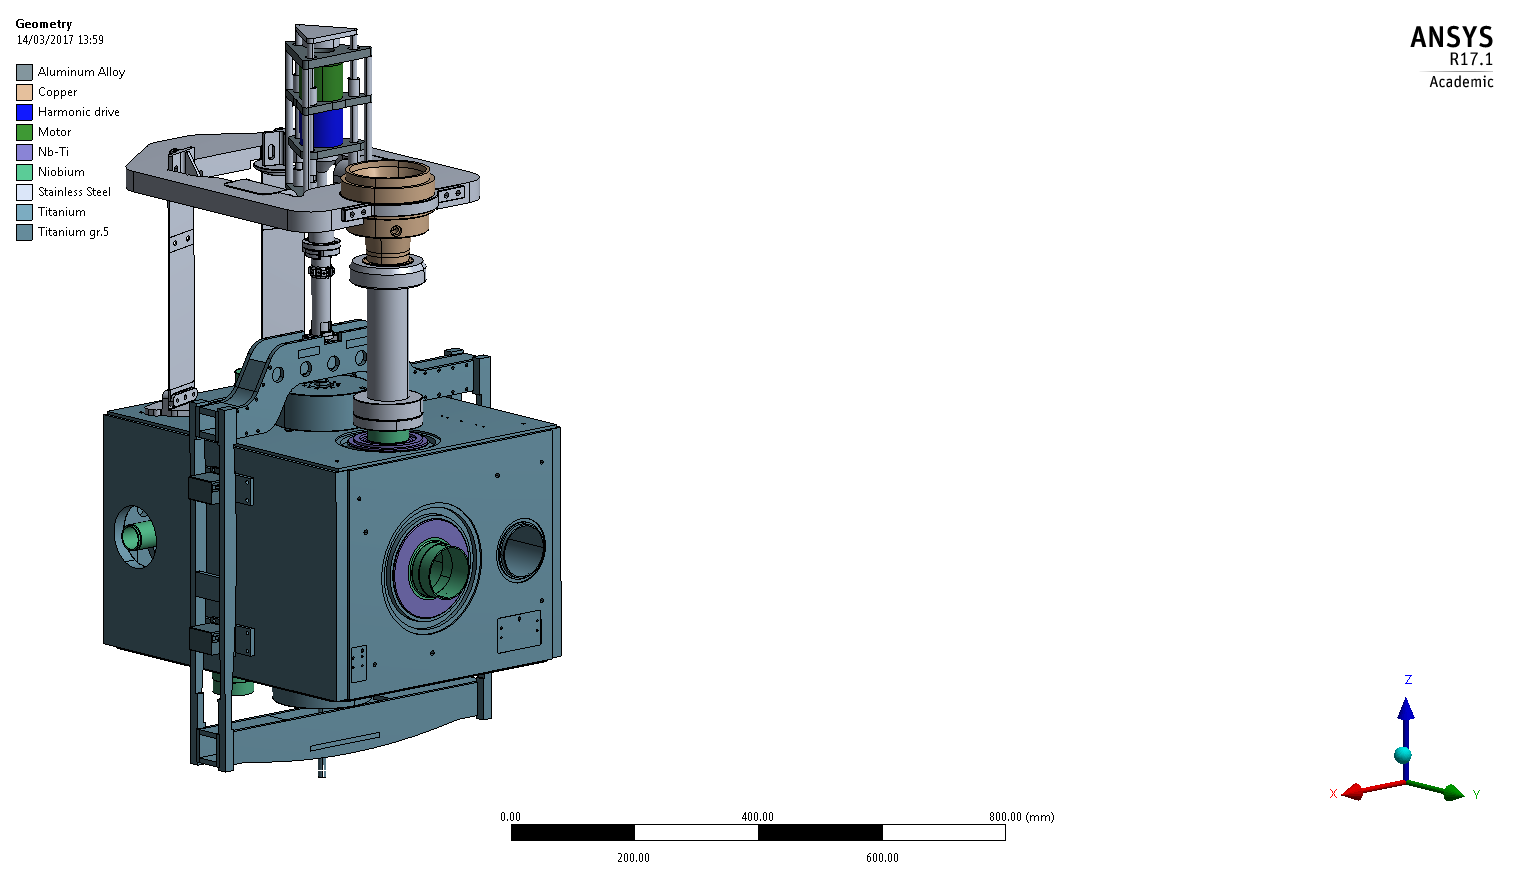 Geometry
14/03/2017 13:59
Aluminum Alloy
Copper
Harmonic drive
Motor
Nb-Ti
Niobium
Stainless Steel
Titanium
Titanium gr.5
ANSYS
R17.1
Academic
Z
X
Y
0.00 400.00 800.00 (mm)
200.00 600.00